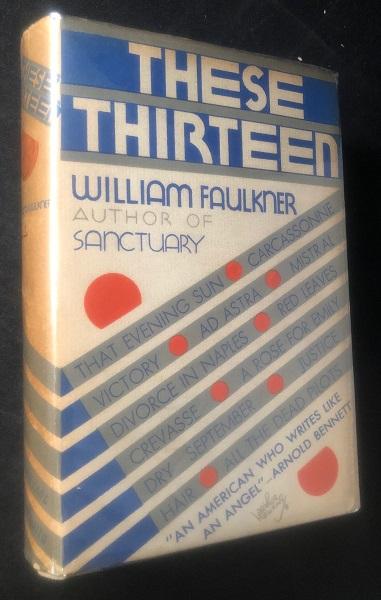 THESE
THIRTEEN
WILLIAM FAULKNER
AUTHOR OF
SANCTUARY
THAT EVENING SUN CARCASSONNE
VICTORY AD ASTRA MISTRAL
DIVORCE IN NAPLES RED LEAVES
CREVASSE A ROSE FOR EMILY
DRY SEPTEMBER JUSTICE
HAIR ALL THE DEAD PILOTS
"AN AMERICAN WHO WRITES LIKE
AN ANGEL"–ARNOLD BENNETT